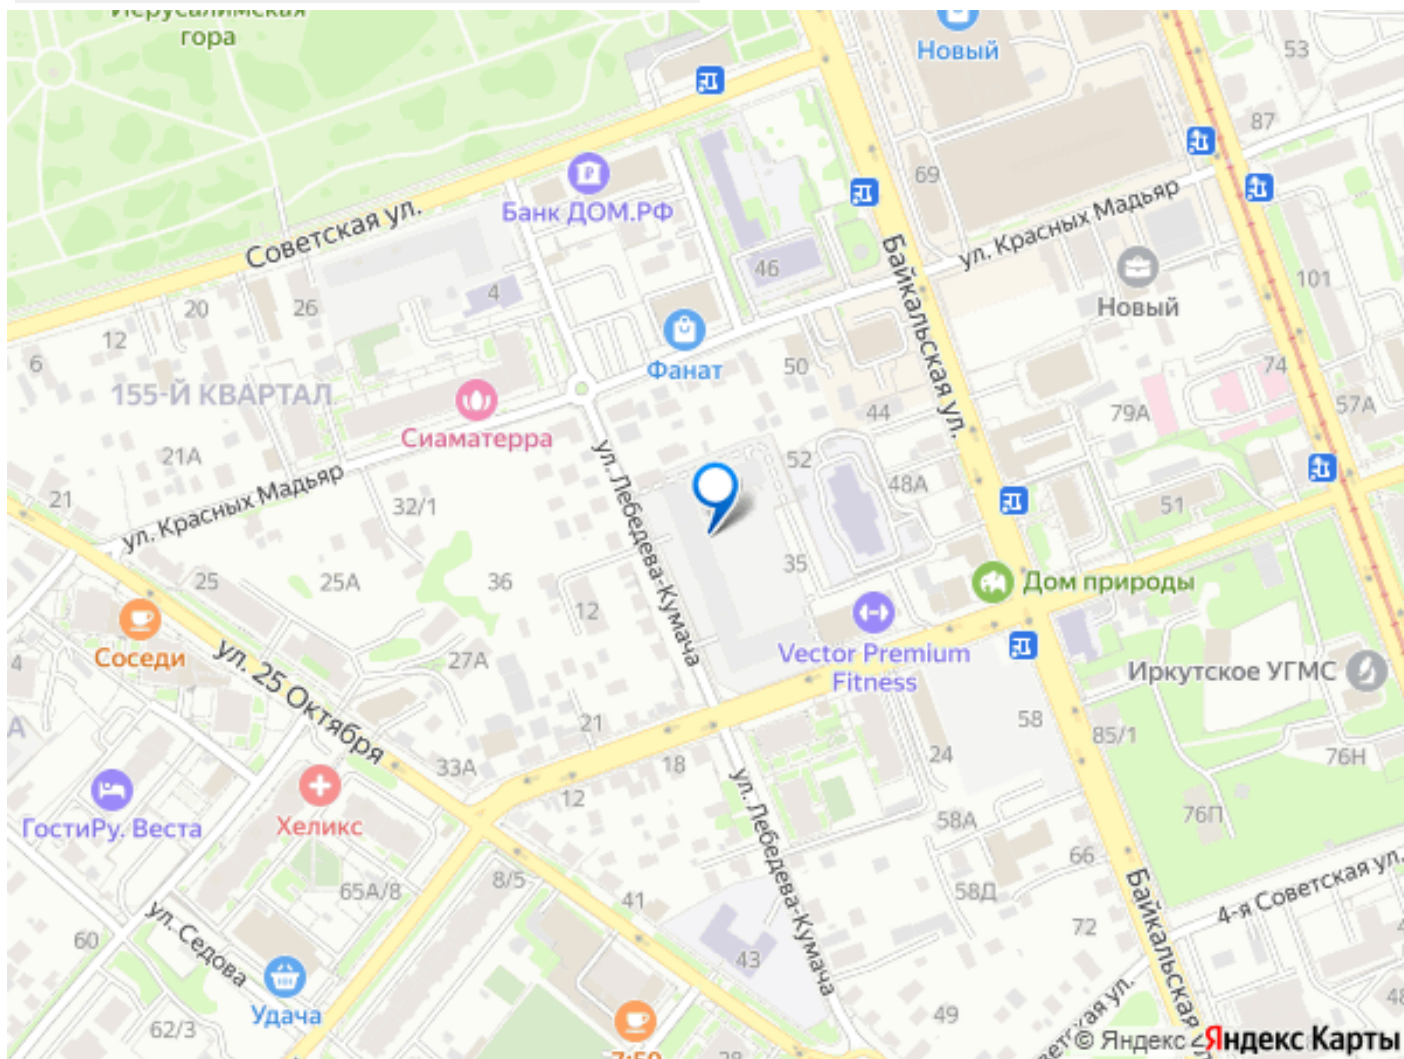 Иерусалимская
гора
Новый
53
87
69
Банк ДОМ.РФ
Советская ул.
ул. Красных Мадьяр
46
4
20
26
12
6
Байкальская ул.
Новый
101
Фанат
50
74
155-Й КВАРТАЛ
57А
79А
44
Сиаматерра
21А
52
48А
21
ул. Красных Мадьяр
32/1
51
ул. Лебедева-Кумача
35
25
25А
36
12
Дом природы
Соседи
4
27А
Vector Premium
Fitness
Иркутское УГМС
ул. 25 Октября
А
21
58
85/1
24
76Н
33А
18
12
76П
ГостиРу. Веста
Хеликс
58А
ул. Лебедева-Кумача
66
65А/8
8/5
41
58Д
4-я Советская ул.
60
ул. Седова
72
Байкальская
43
Удача
49
62/3
7:50
© Яндекс
Яндекс Карты